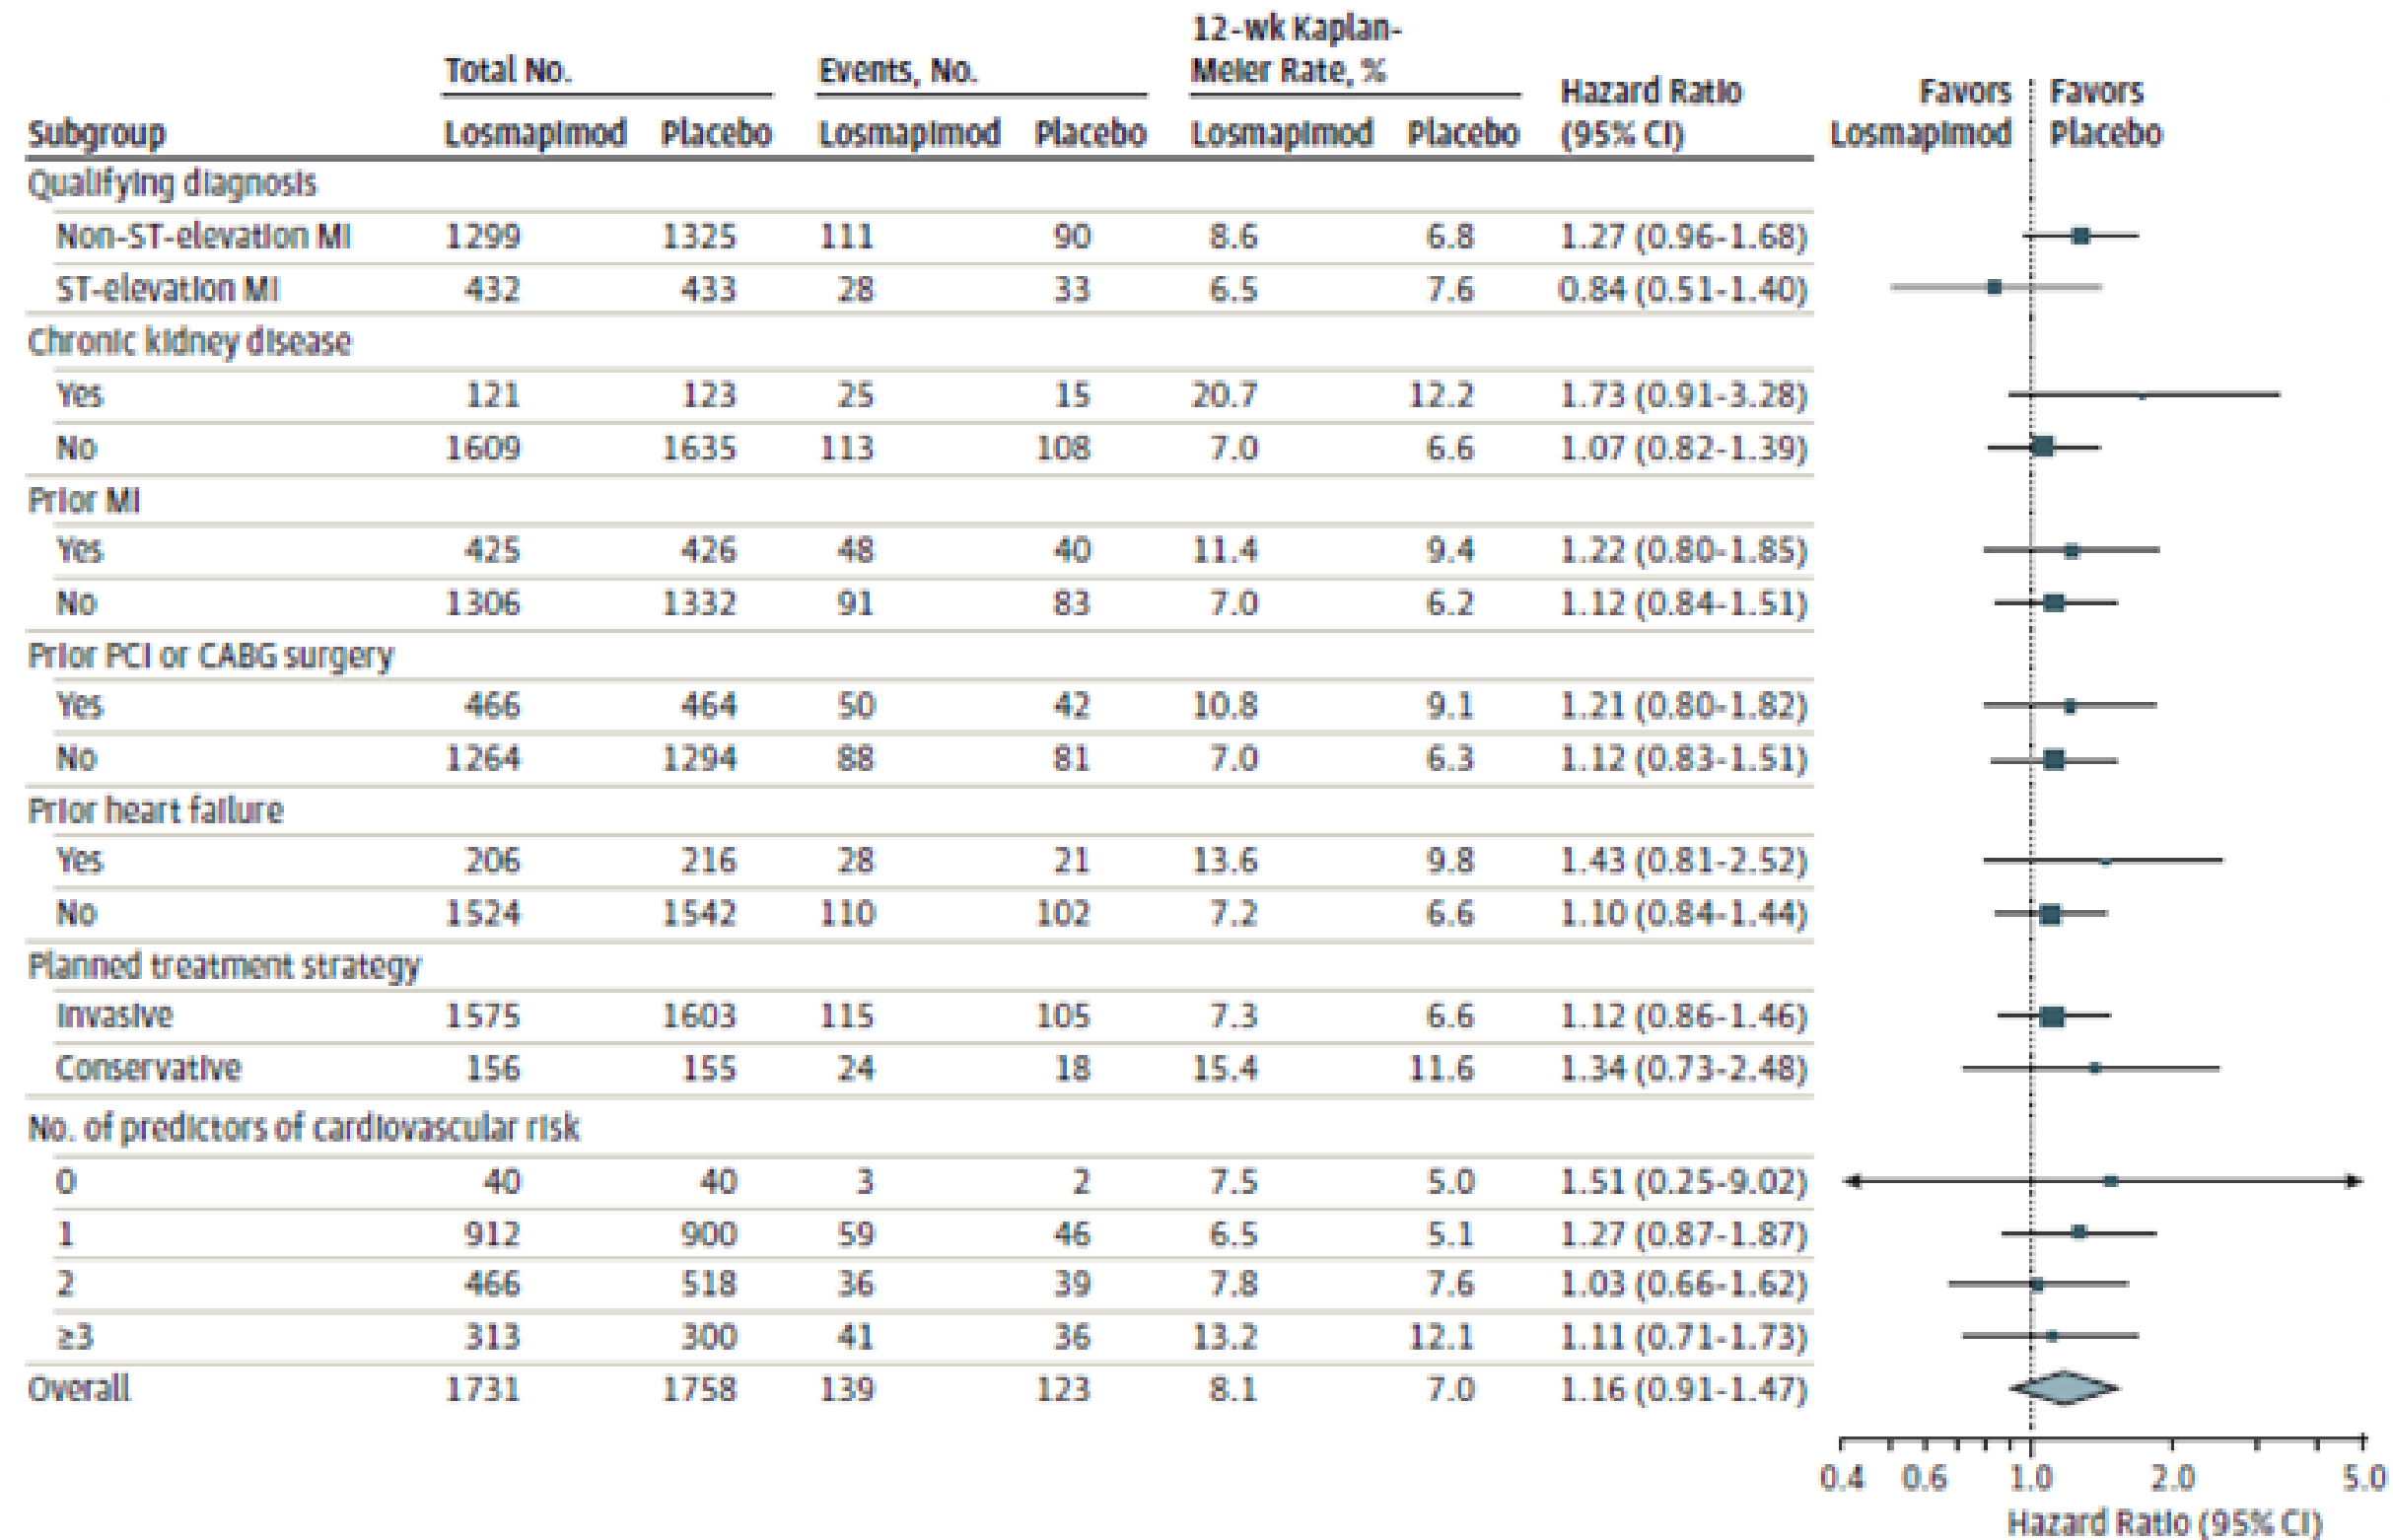 12-wk Kaplan-
Total No. Events, No. Meier Rate, % Hazard Ratio Favors Favors
Subgroup Losmapimod Placebo Losmapimod Placebo Losmapimod Placebo (95% CI) Losmapimod Placebo
Qualifying diagnosis
Non-ST-elevation MI 1299 1325 111 90 8.6 6.8 1.27 (0.96-1.68)
ST-elevation MI 432 433 28 33 6.5 7.6 0.84 (0.51-1.40)
Chronic kidney disease
Yes 121 123 25 15 20.7 12.2 1.73 (0.91-3.28)
No 1609 1635 113 108 7.0 6.6 1.07 (0.82-1.39)
Prior MI
Yes 425 426 48 40 11.4 9.4 1.22 (0.80-1.85)
No 1306 1332 91 83 7.0 6.2 1.12 (0.84-1.51)
Prior PCI or CABG surgery
Yes 466 464 50 42 10.8 9.1 1.21 (0.80-1.82)
No 1264 1294 88 81 7.0 6.3 1.12 (0.83-1.51)
Prior heart failure
Yes 206 216 28 21 13.6 9.8 1.43 (0.81-2.52)
No 1524 1542 110 102 7.2 6.6 1.10 (0.84-1.44)
Planned treatment strategy
Invasive 1575 1603 115 105 7.3 6.6 1.12 (0.86-1.46)
Conservative 156 155 24 18 15.4 11.6 1.34 (0.73-2.48)
No. of predictors of cardiovascular risk
0 40 40 3 2 7.5 5.0 1.51 (0.25-9.02)
1 912 900 59 46 6.5 5.1 1.27 (0.87-1.87)
2 466 518 36 39 7.8 7.6 1.03 (0.66-1.62)
≥3 313 300 41 36 13.2 12.1 1.11 (0.71-1.73)
Overall 1731 1758 139 123 8.1 7.0 1.16 (0.91-1.47)
0.4 0.6 1.0 2.0 5.0
Hazard Ratio (95% CI)